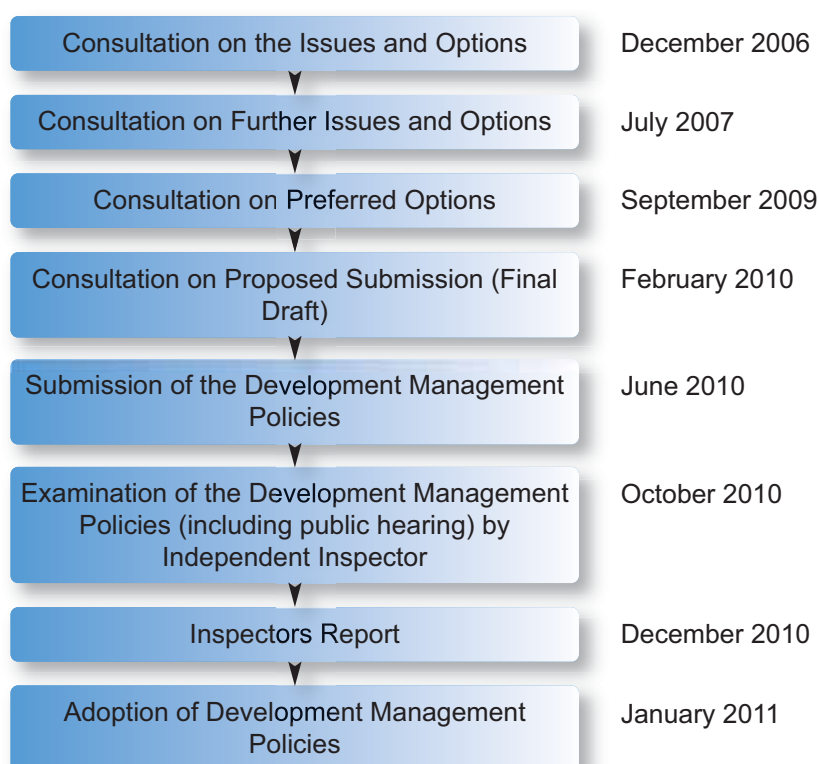 Consultation on the Issues and Options December 2006
Consultation on Further Issues and Options July 2007
Consultation on Preferred Options September 2009
Consultation on Proposed Submission (Final February 2010
Draft)
Submission of the Development Management June 2010
Policies
Examination of the Development Management October 2010
Policies (including public hearing) by
Independent Inspector
Inspectors Report December 2010
Adoption of Development Management January 2011
Policies